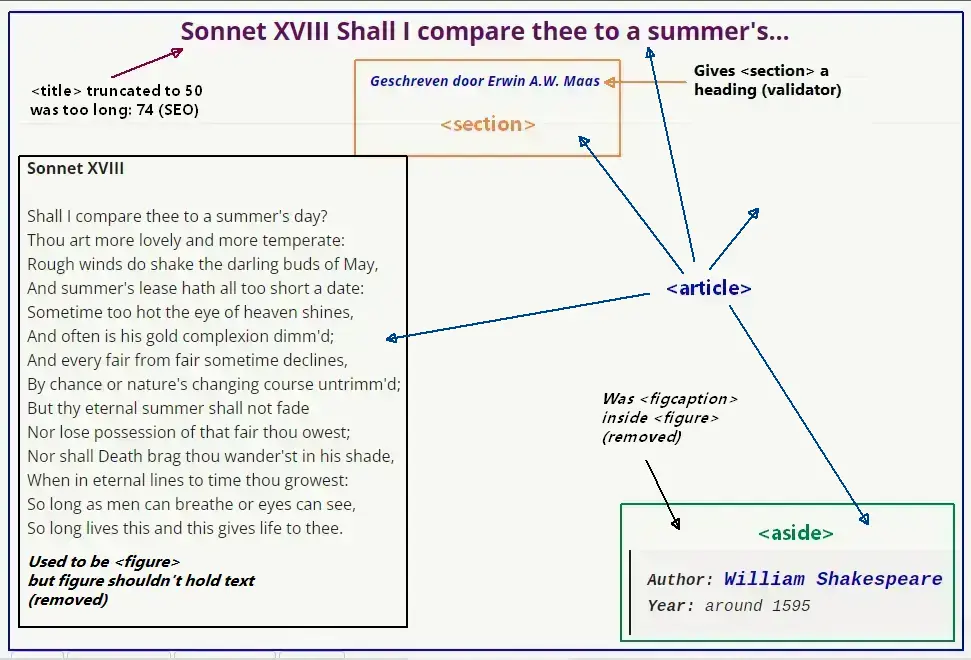 Sonnet XVIII Shall I compare thee to a summer's...
<title> truncated to 50
was too long: 74 (SEO)
Geschreven door Erwin A.W. Maas
<section>
Gives <section> a
heading (validator)
Sonnet XVIII
Shall I compare thee to a summer's day?
Thou art more lovely and more temperate:
Rough winds do shake the darling buds of May,
And summer's lease hath all too short a date:
Sometime too hot the eye of heaven shines,
And often is his gold complexion dimm'd;
And every fair from fair sometime declines,
By chance or nature's changing course untrimm'd;
But thy eternal summer shall not fade
Nor lose possession of that fair thou owest;
Nor shall Death brag thou wander'st in his shade,
When in eternal lines to time thou growest:
So long as men can breathe or eyes can see,
So long lives this and this gives life to thee.
Used to be <figure>
but figure shouldn't hold text
(removed)
<article>
Was <figcaption>
inside <figure>
(removed)
<aside>
Author: William Shakespeare
Year: around 1595